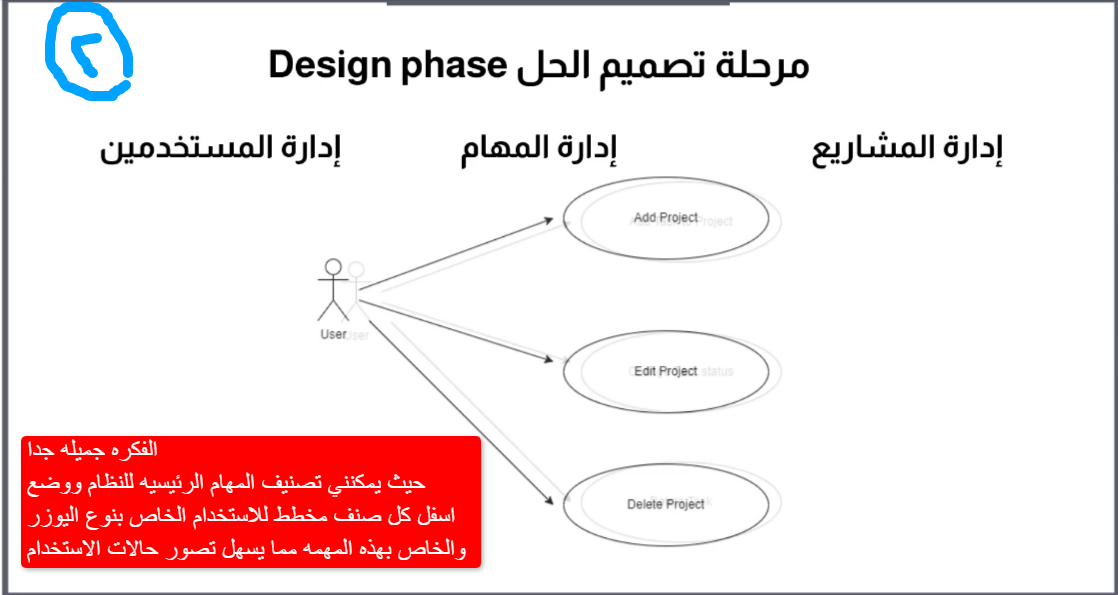 ٢
مرحلة تصميم الحل Design phase
إدارة المشاريع
إدارة المهام
إدارة المستخدمين
Add Project
User
Edit Project
status
Delete Project
الفكره جميله جدا
حيث يمكنني تصنيف المهام الرئيسيه للنظام ووضع
اسفل كل صنف مخطط للاستخدام الخاص بنوع اليوزر
والخاص بهذه المهمه مما يسهل تصور حالات الاستخدام